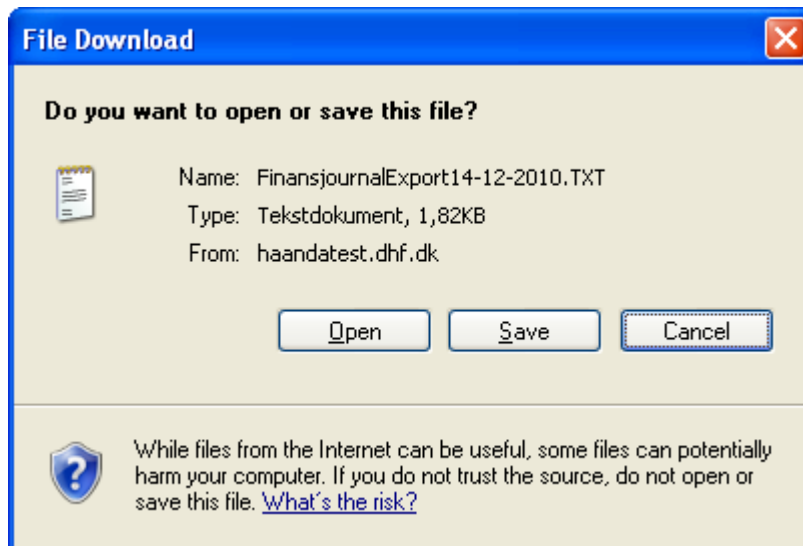 File Download
Do you want to open or save this file?
Name: FinansjournalExport14-12-2010.TXT
Type: Tekstdokument, 1,82KB
From: haandatest.dhf.dk
Open Save Cancel
While files from the Internet can be useful, some files can potentially
harm your computer. If you do not trust the source, do not open or
save this file. What's the risk?